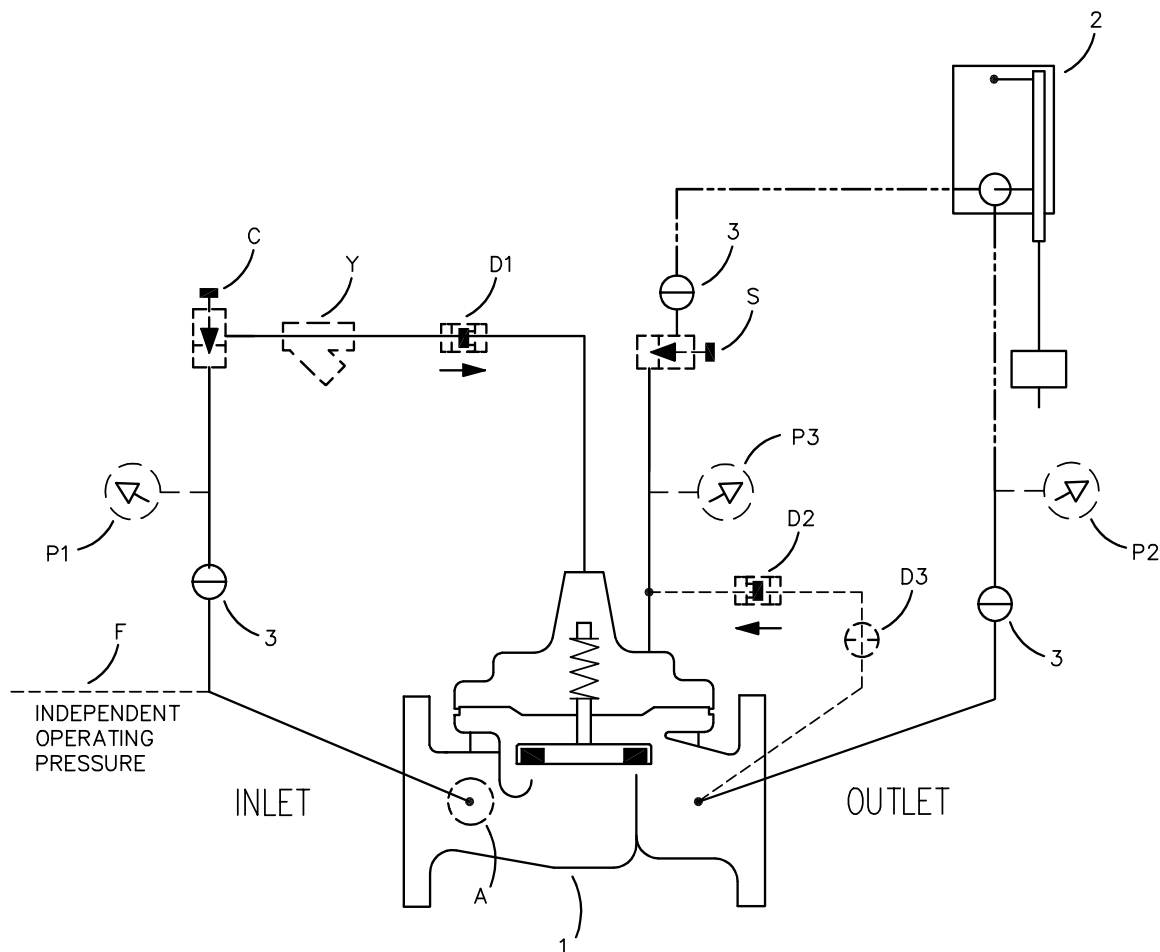 2
C
Y
D1
3
S
P3
P1
D2
P2
D3
3
3
F
INDEPENDENT
OPERATING
PRESSURE
INLET
OUTLET
A
1